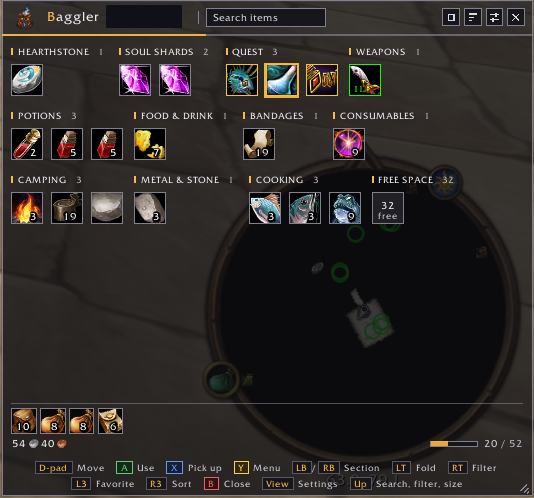 Baggler
Search items
HEARTHSTONE 1 SOUL SHARDS 2 QUEST 3 WEAPONS 1
POTIONS 3 FOOD & DRINK 1 BANDAGES 1 CONSUMABLES 1
2 5 5 7 19 9
CAMPING 3 METAL & STONE 1 COOKING 3 FREE SPACE 32
3 19 3 3 3 9 32
free
10 8 8 6
54 40 20 / 52
D-pad Move A Use X Pick up Y Menu LB / RB Section LT Fold RT Filter
L3 Favorite R3 Sort B Close View Settings Up Search, filter, size